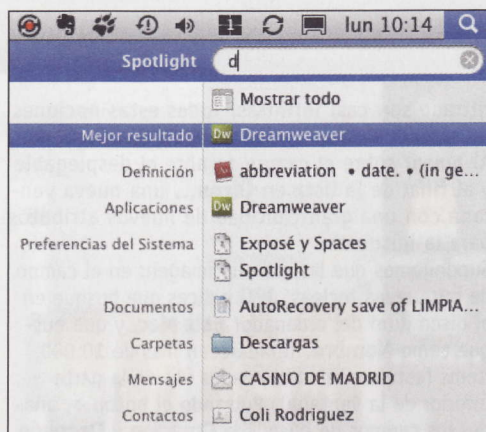 lun 10:14
Spotlight d
Mostrar todo
Mejor resultado Dw Dreamweaver
Definición abbreviation • date. • (in ge...
Aplicaciones Dw Dreamweaver
Preferencias del Sistema Exposé y Spaces
Spotlight
Documentos AutoRecovery save of LIMPIA...
Carpetas Descargas
Mensajes CASINO DE MADRID
Contactos Coli Rodriguez